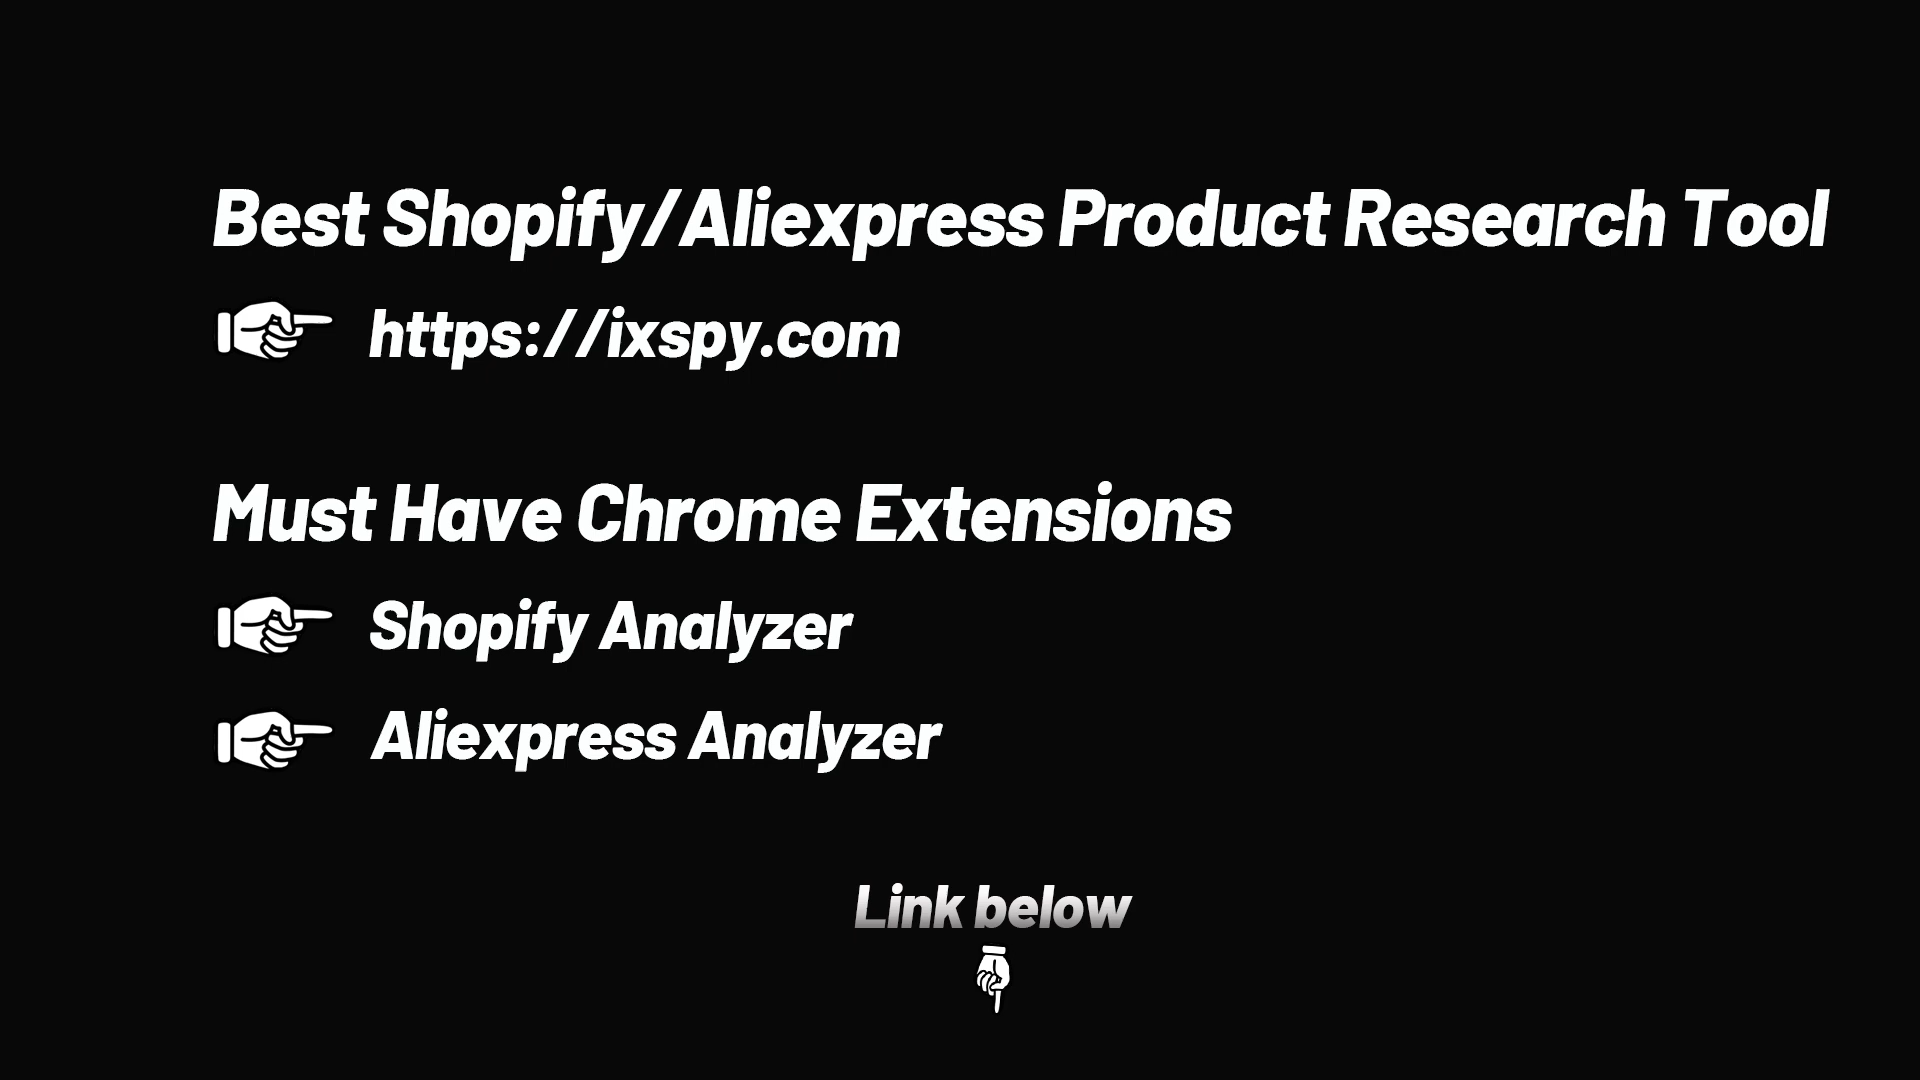 Best Shopify/Aliexpress Product Research Tool
https://ixspy.com
Must Have Chrome Extensions
Shopify Analyzer
Aliexpress Analyzer
Link below